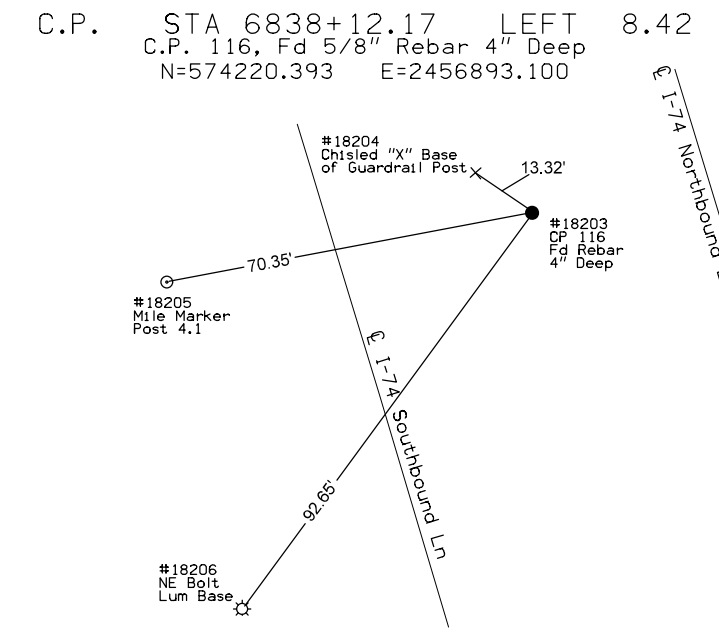 C.P. STA 6838+12.17 LEFT 8.42
C.P. 116, Fd 5/8" Rebar 4" Deep
N=574220.393 E=2456893.100
#18204
Chisled "X" Base
of Guardrail Post
13.32'
℄ I-74 Northbound
#18203
CP 116
Fd Rebar
4" Deep
70.35'
#18205
Mile Marker
Post 4.1
℄ I-74 Southbound Ln
92.65'
#18206
NE Bolt
Lum Base